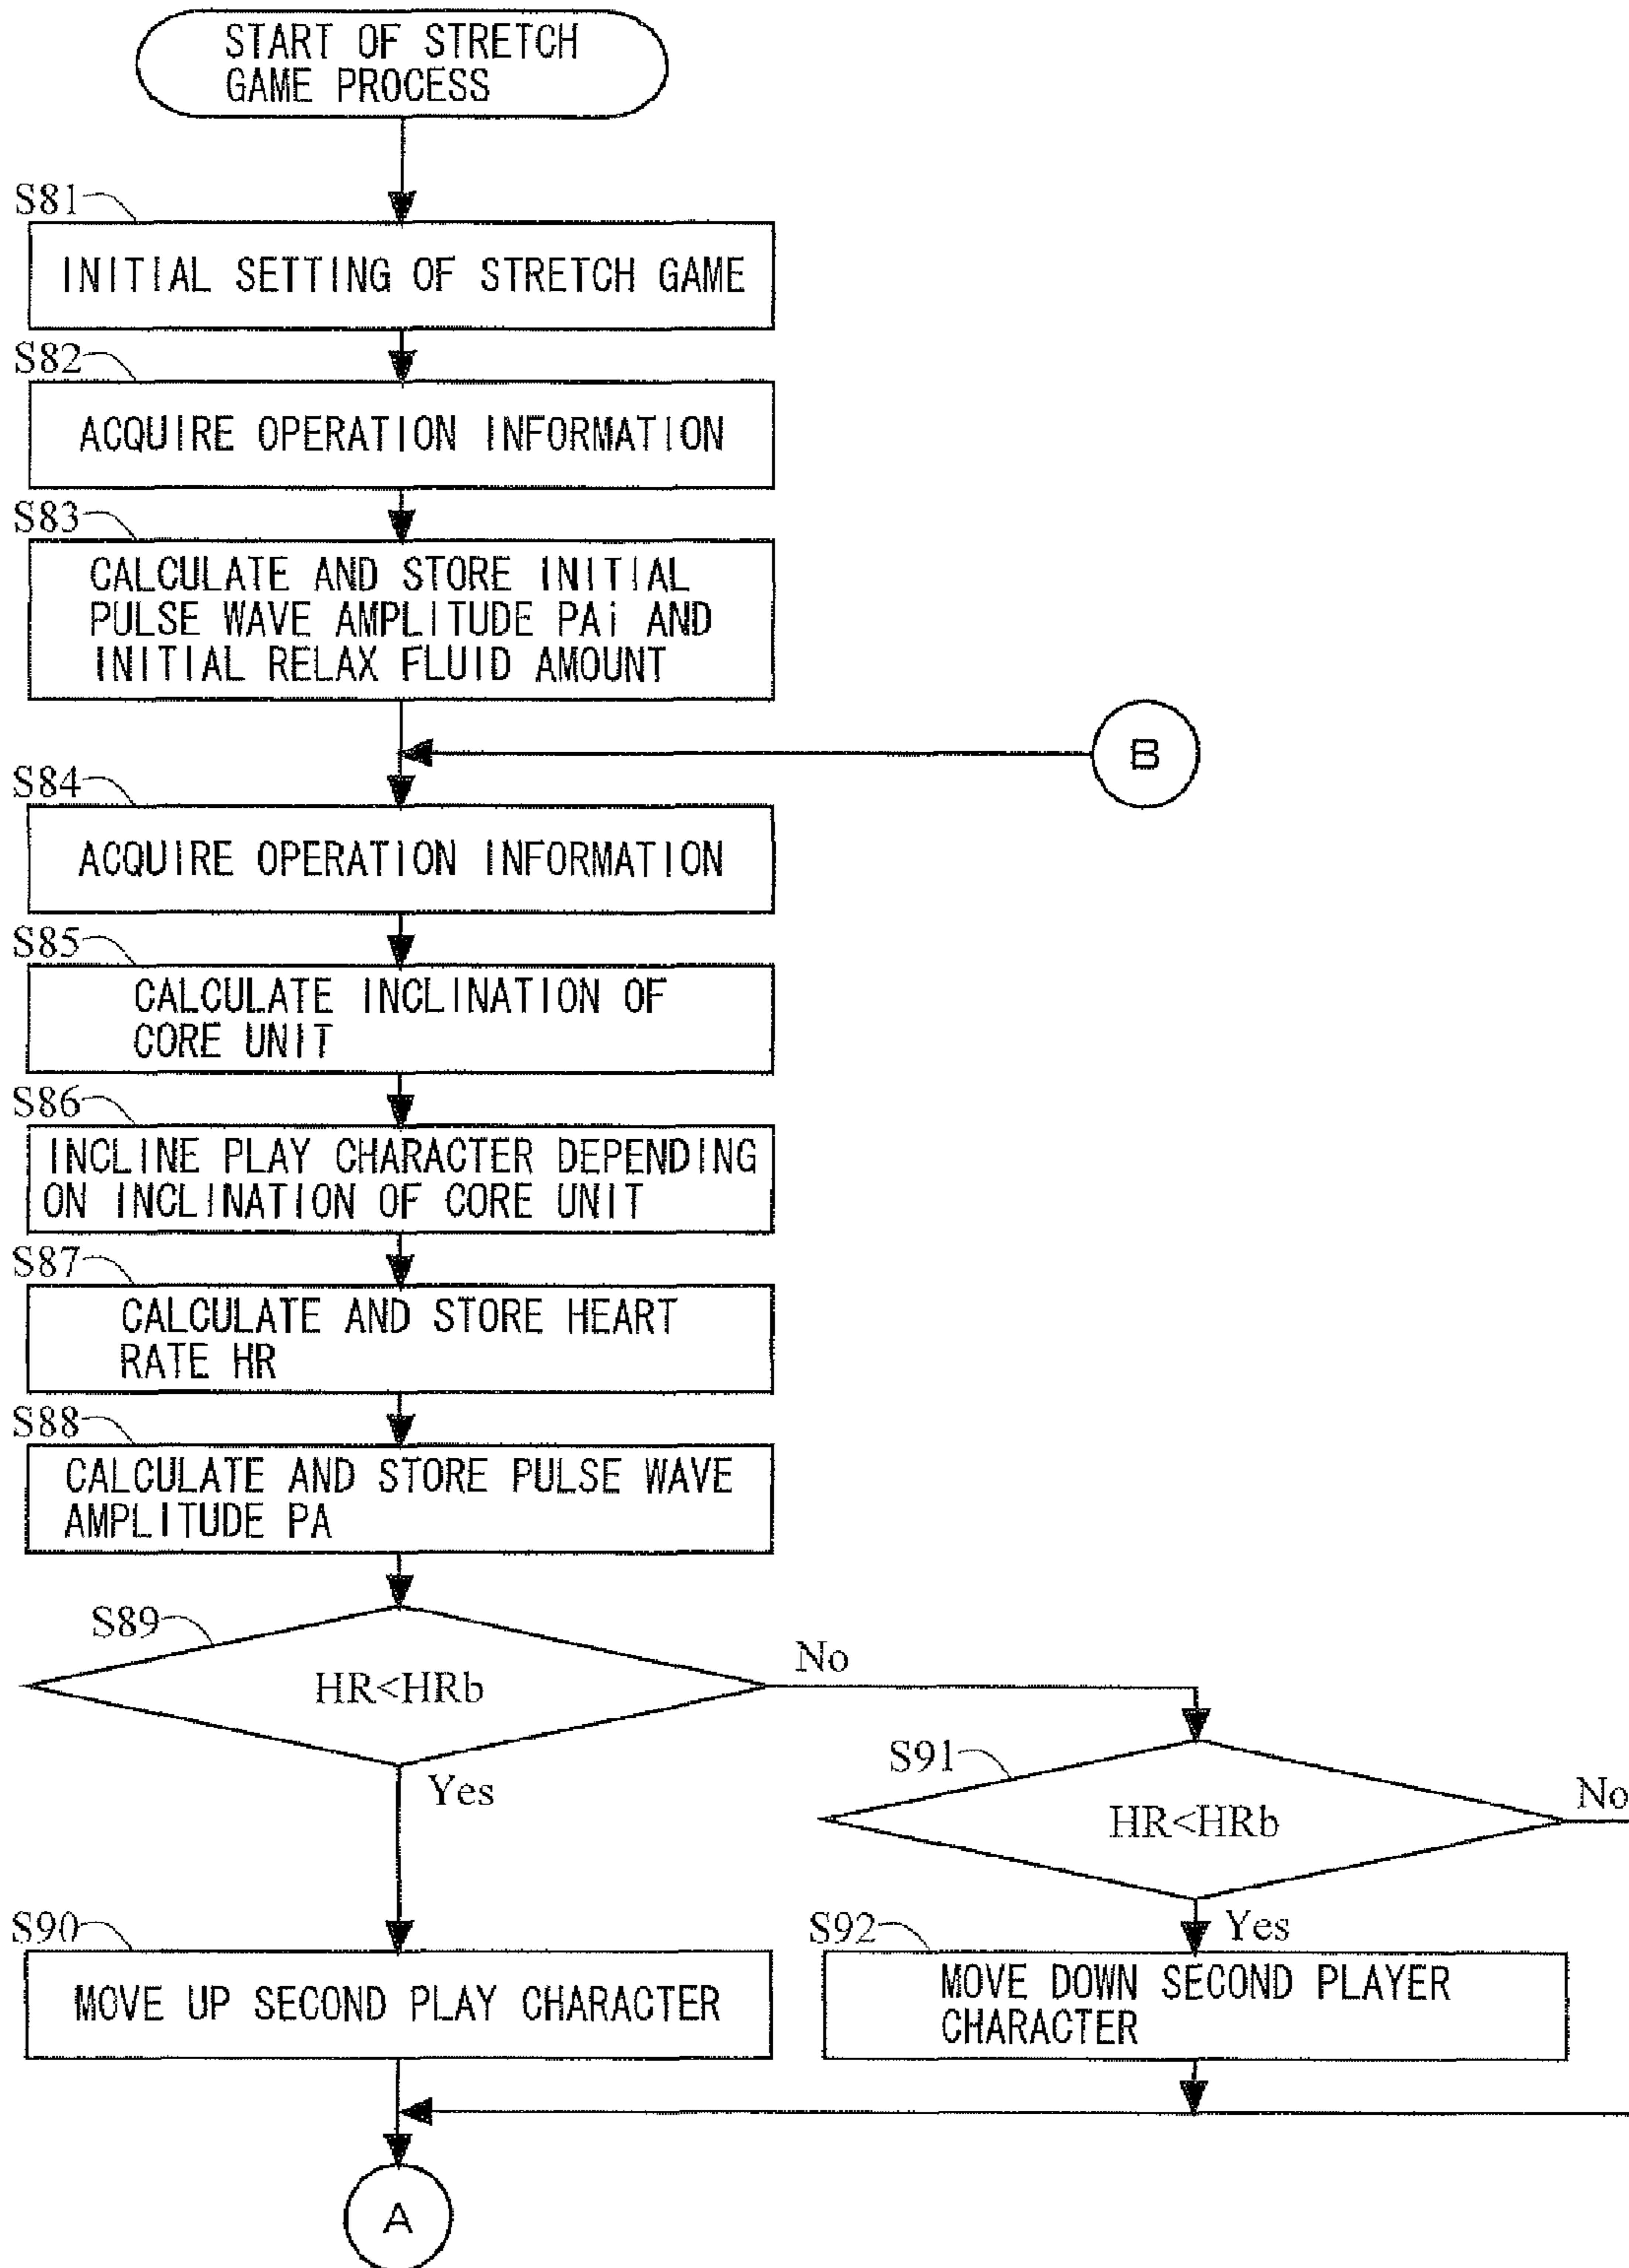 START OF STRETCH
GAME PROCESS
S81
INITIAL SETTING OF STRETCH GAME
S82
ACQUIRE OPERATION INFORMATION
S83
CALCULATE AND STORE INITIAL
PULSE WAVE AMPLITUDE PAi AND
INITIAL RELAX FLUID AMOUNT
B
S84
ACQUIRE OPERATION INFORMATION
S85
CALCULATE INCLINATION OF
CORE UNIT
S86
INCLINE PLAY CHARACTER DEPENDING
ON INCLINATION OF CORE UNIT
S87
CALCULATE AND STORE HEART
RATE HR
S88
CALCULATE AND STORE PULSE WAVE
AMPLITUDE PA
S89
HR<HRb
No
Yes
S91
HR<HRb
No
Yes
S90
MOVE UP SECOND PLAY CHARACTER
S92
MOVE DOWN SECOND PLAYER
CHARACTER
A